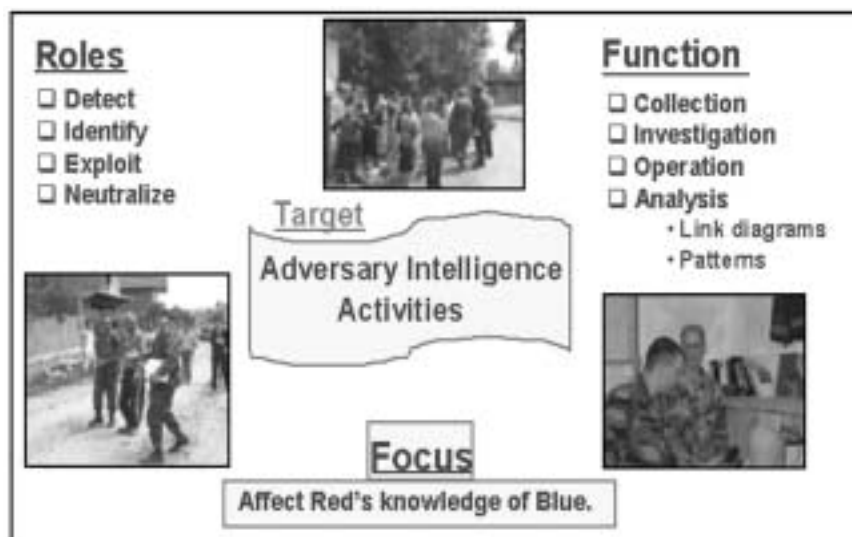 Roles
❑ Detect
❑ Identify
❑ Exploit
❑ Neutralize
Function
❑ Collection
❑ Investigation
❑ Operation
❑ Analysis
• Link diagrams
• Patterns
Target
Adversary Intelligence
Activities
Focus
Affect Red's knowledge of Blue.